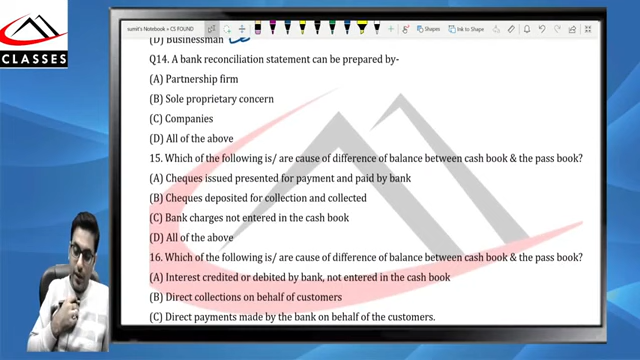 sumit's Notebook » CS FOUND
Shapes
Ink to Shape
CLASSES
(D) Businessman
Q14. A bank reconciliation statement can be prepared by-
(A) Partnership firm
(B) Sole proprietary concern
(C) Companies
(D) All of the above
15. Which of the following is/ are cause of difference of balance between cash book & the pass book?
(A) Cheques issued presented for payment and paid by bank
(B) Cheques deposited for collection and collected
(C) Bank charges not entered in the cash book
(D) All of the above
16. Which of the following is/ are cause of difference of balance between cash book & the pass book?
(A) Interest credited or debited by bank, not entered in the cash book
(B) Direct collections on behalf of customers
(C) Direct payments made by the bank on behalf of the customers.